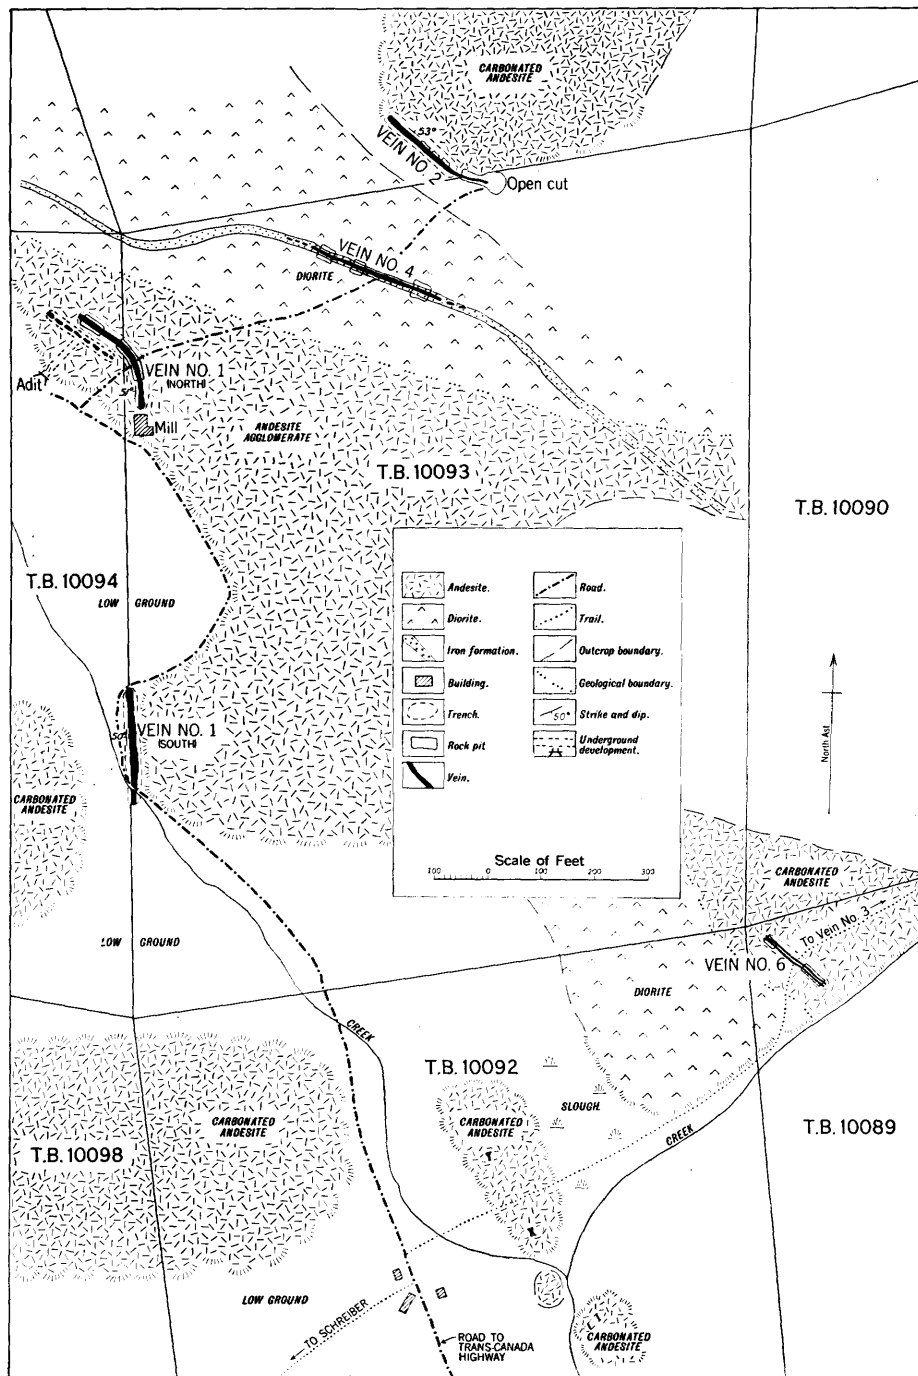 CARBONATED
ANDESITE
53°
VEIN NO. 2
Open cut
VEIN NO. 4
DIORITE
VEIN NO. 1
(NORTH)
Adit
Mill
ANDESITE
AGGLOMERATE
T.B. 10093
T.B. 10090
T.B. 10094
LOW GROUND
Andesite.
Diorite.
Iron formation.
Building.
Trench.
Rock pit
Vein.
Road.
Trail.
Outcrop boundary.
Geological boundary.
50° Strike and dip.
Underground
development.
Scale of Feet
100 0 100 200 300
North Ast
50°
VEIN NO. 1
(SOUTH)
CARBONATED
ANDESITE
CARBONATED
ANDESITE
To Vein No. 3
LOW GROUND
VEIN NO. 6
DIORITE
CREEK
T.B. 10092
SLOUGH
CARBONATED
ANDESITE
CARBONATED
ANDESITE
CREEK
T.B. 10089
T.B. 10098
LOW GROUND
TO SCHREIBER
ROAD TO
TRANS-CANADA
HIGHWAY
CARBONATED
ANDESITE